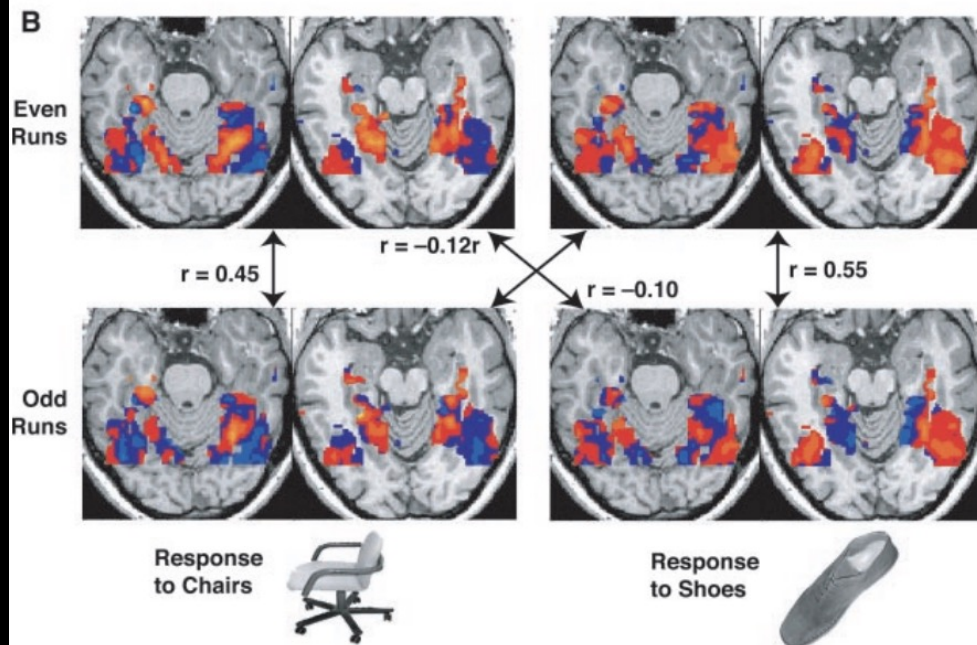 B
Even
Runs
r = 0.45
r = –0.12r
r = –0.10
r = 0.55
Odd
Runs
Response
to Chairs
Response
to Shoes